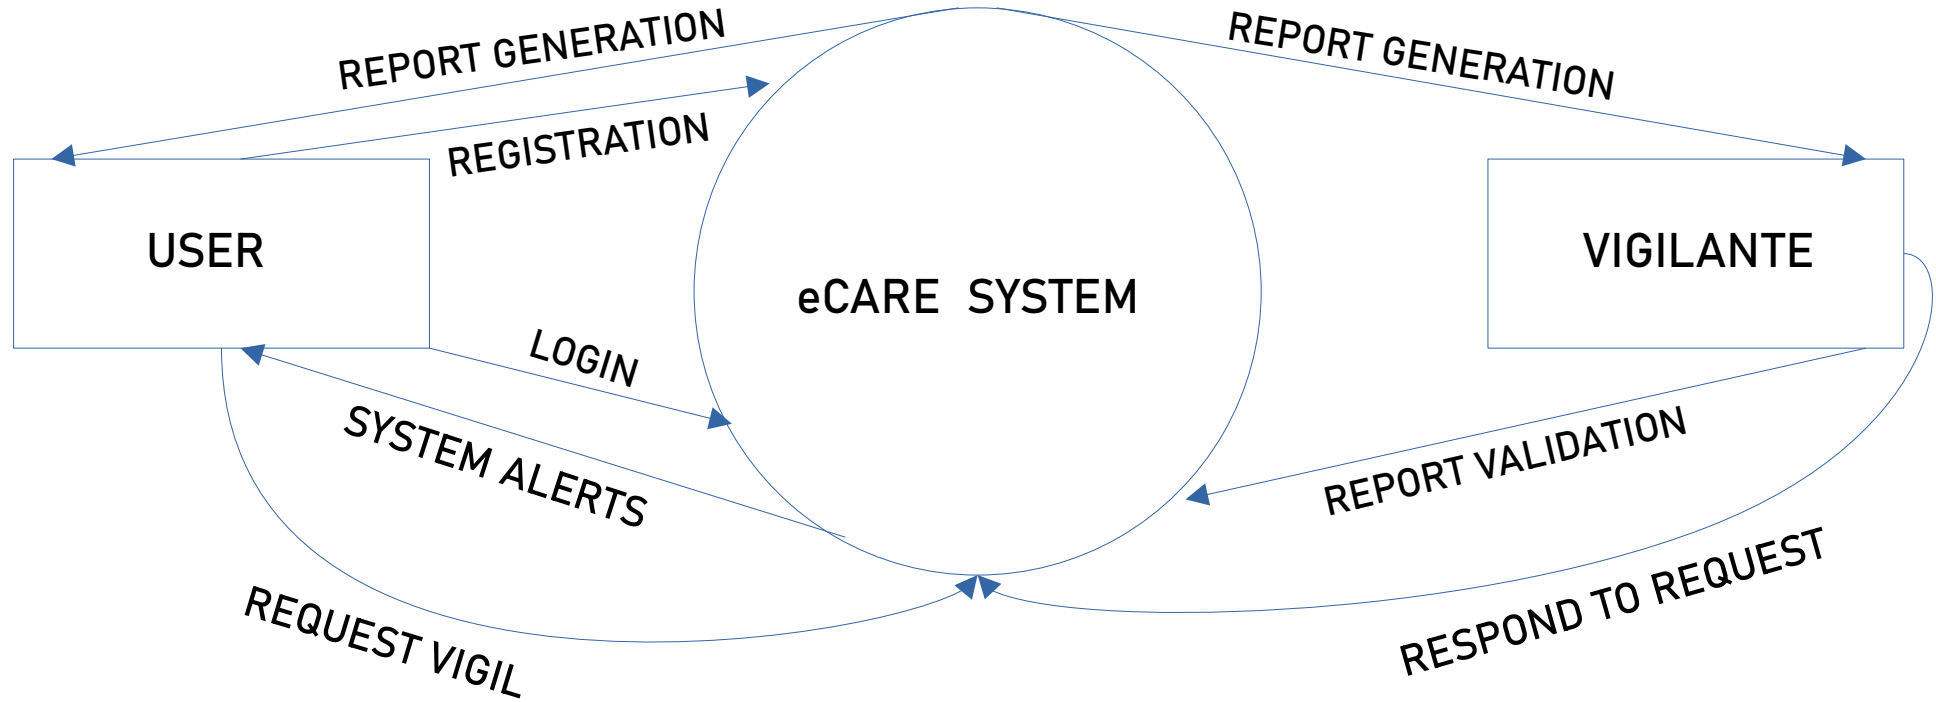 REPORT GENERATION
REPORT GENERATION
REGISTRATION
USER
eCARE SYSTEM
VIGILANTE
LOGIN
SYSTEM ALERTS
REPORT VALIDATION
REQUEST VIGIL
RESPOND TO REQUEST